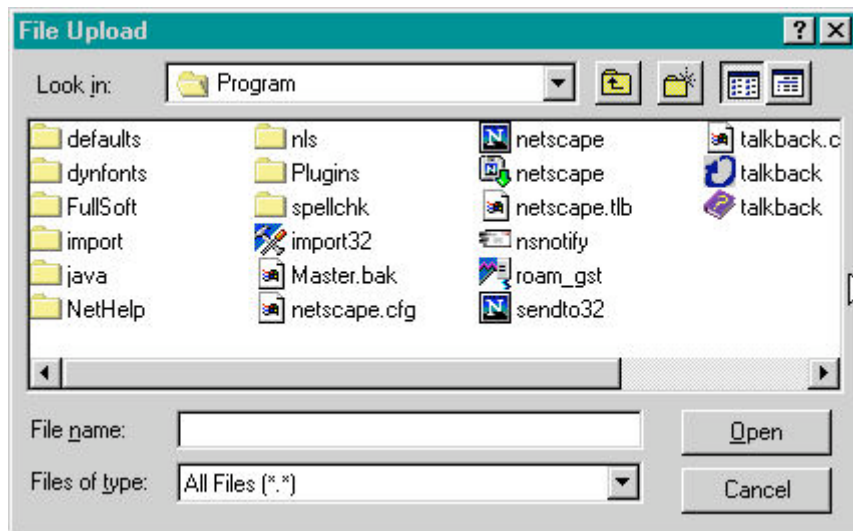 File Upload
Look in: Program
defaults
dynfonts
FullSoft
import
java
NetHelp
nls
Plugins
spellchk
import32
Master.bak
netscape.cfg
netscape
netscape
netscape.tlb
nsnotify
roam_gst
sendto32
talkback.c
talkback
talkback
File name:
Open
Files of type: All Files (*.*)
Cancel